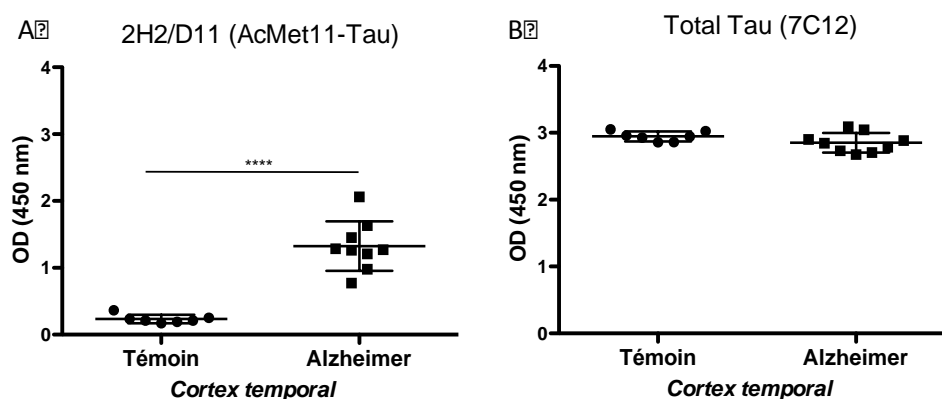 A
2H2/D11 (AcMet11-Tau)
OD (450 nm)
4
3
2
1
0
****
Témoin Alzheimer
Cortex temporal
B
Total Tau (7C12)
OD (450 nm)
4
3
2
1
0
Témoin Alzheimer
Cortex temporal